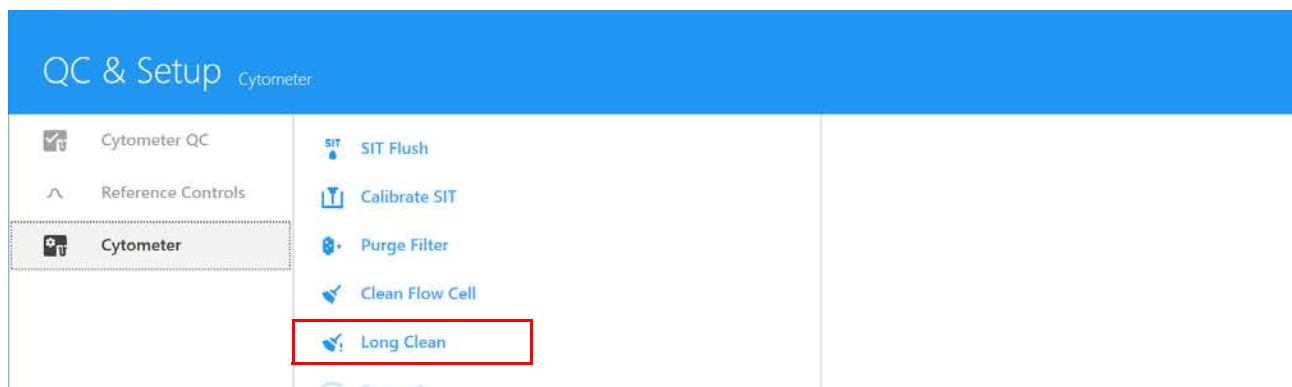 QC & Setup Cytometer
Cytometer QC
Reference Controls
Cytometer
SIT
SIT Flush
Calibrate SIT
Purge Filter
Clean Flow Cell
Long Clean